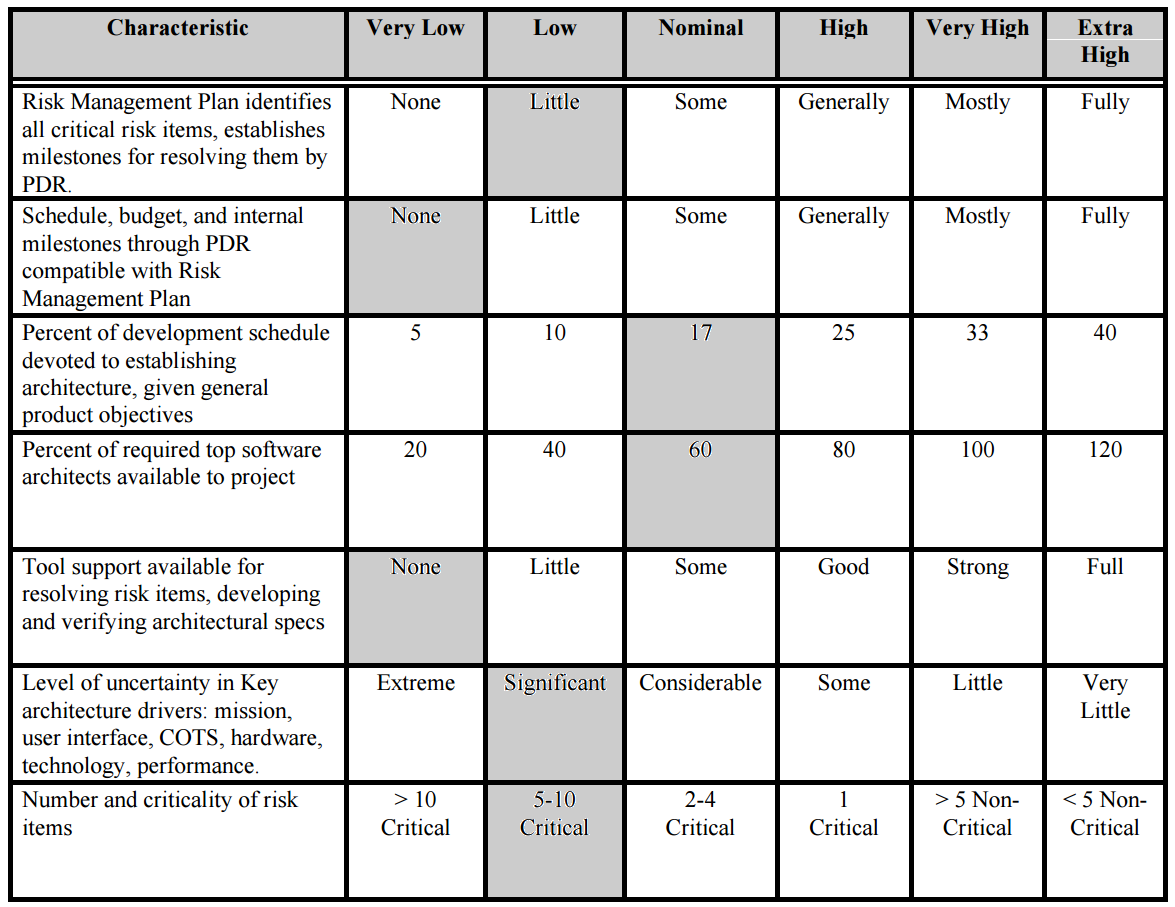 Characteristic Very Low Low Nominal High Very High Extra
High
Risk Management Plan identifies None Little Some Generally Mostly Fully
all critical risk items, establishes
milestones for resolving them by
PDR.
Schedule, budget, and internal None Little Some Generally Mostly Fully
milestones through PDR
compatible with Risk
Management Plan
Percent of development schedule 5 10 17 25 33 40
devoted to establishing
architecture, given general
product objectives
Percent of required top software 20 40 60 80 100 120
architects available to project
Tool support available for None Little Some Good Strong Full
resolving risk items, developing
and verifying architectural specs
Level of uncertainty in Key Extreme Significant Considerable Some Little Very
architecture drivers: mission, Little
user interface, COTS, hardware,
technology, performance.
Number and criticality of risk > 10 5-10 2-4 1 > 5 Non- < 5 Non-
items Critical Critical Critical Critical Critical Critical